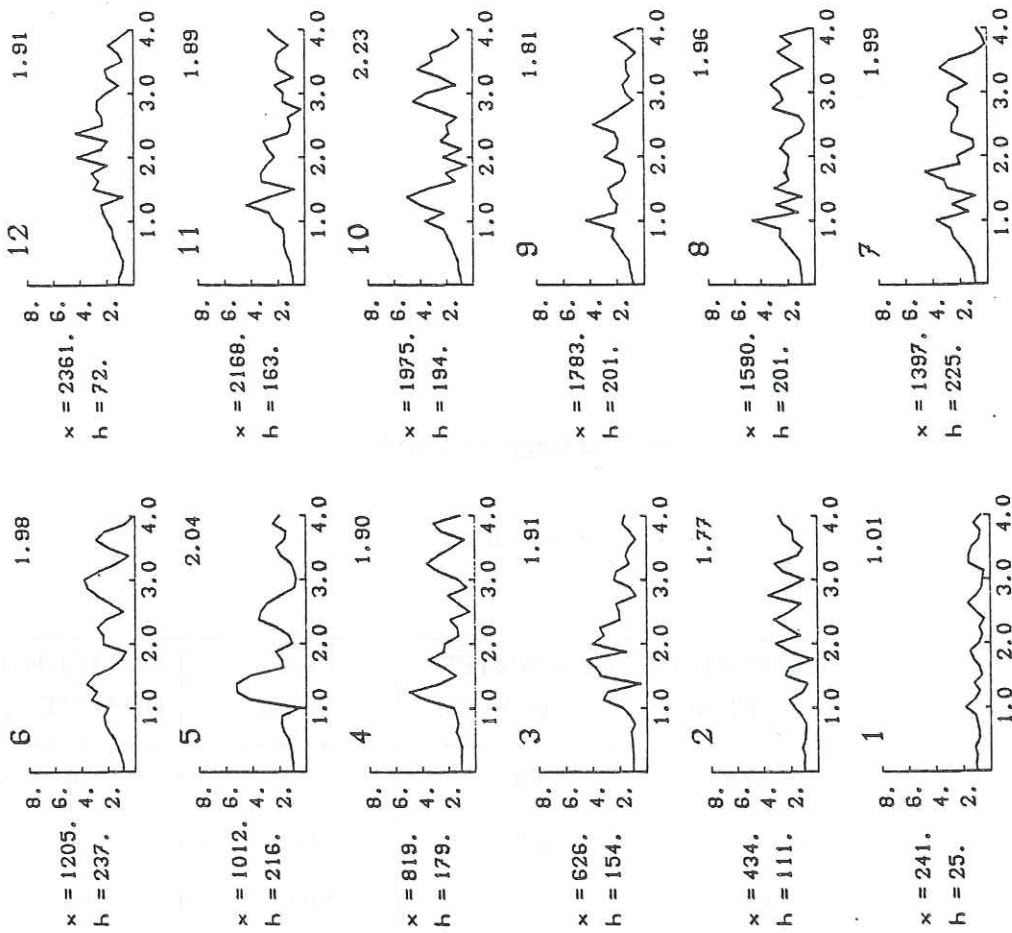 6 1.98
8.
6.
4.
2.
x = 1205.
h = 237.
1.0 2.0 3.0 4.0
12 1.91
8.
6.
4.
2.
x = 2361.
h = 72.
1.0 2.0 3.0 4.0
5 2.04
8.
6.
4.
2.
x = 1012.
h = 216.
1.0 2.0 3.0 4.0
11 1.89
8.
6.
4.
2.
x = 2168.
h = 163.
1.0 2.0 3.0 4.0
4 1.90
8.
6.
4.
2.
x = 819.
h = 179.
1.0 2.0 3.0 4.0
10 2.23
8.
6.
4.
2.
x = 1975.
h = 194.
1.0 2.0 3.0 4.0
3 1.91
8.
6.
4.
2.
x = 626.
h = 154.
1.0 2.0 3.0 4.0
9 1.81
8.
6.
4.
2.
x = 1783.
h = 201.
1.0 2.0 3.0 4.0
2 1.77
8.
6.
4.
2.
x = 434.
h = 111.
1.0 2.0 3.0 4.0
8 1.96
8.
6.
4.
2.
x = 1590.
h = 201.
1.0 2.0 3.0 4.0
1 1.01
8.
6.
4.
2.
x = 241.
h = 25.
1.0 2.0 3.0 4.0
7 1.99
8.
6.
4.
2.
x = 1397.
h = 225.
1.0 2.0 3.0 4.0